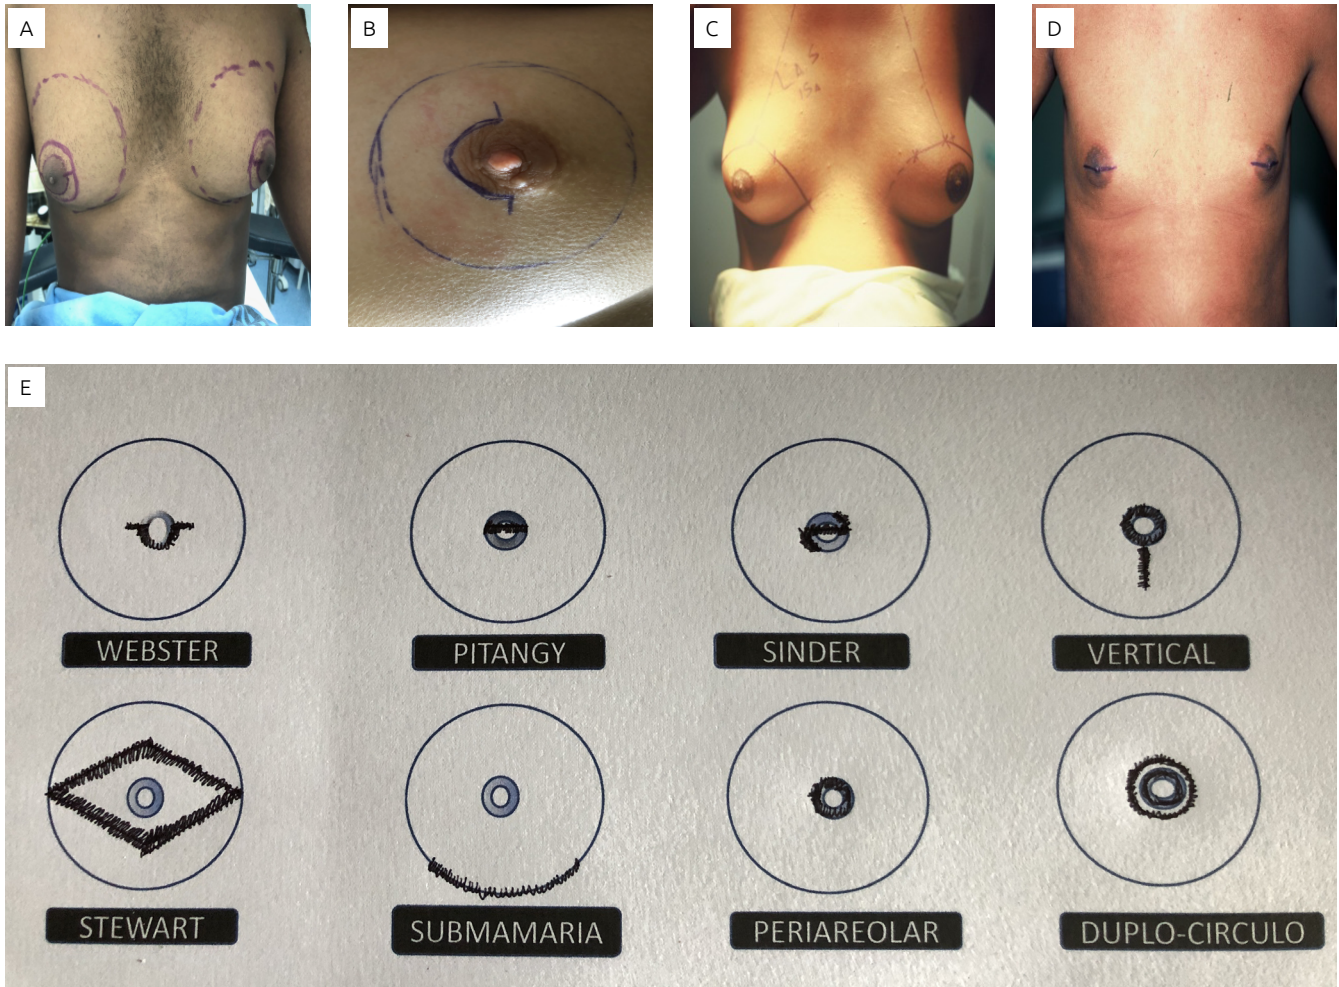 A
B
C
D
E
WEBSTER
PITANGY
SINDER
VERTICAL
STEWART
SUBMAMARIA
PERIAREOLAR
DUPLO-CIRCULO